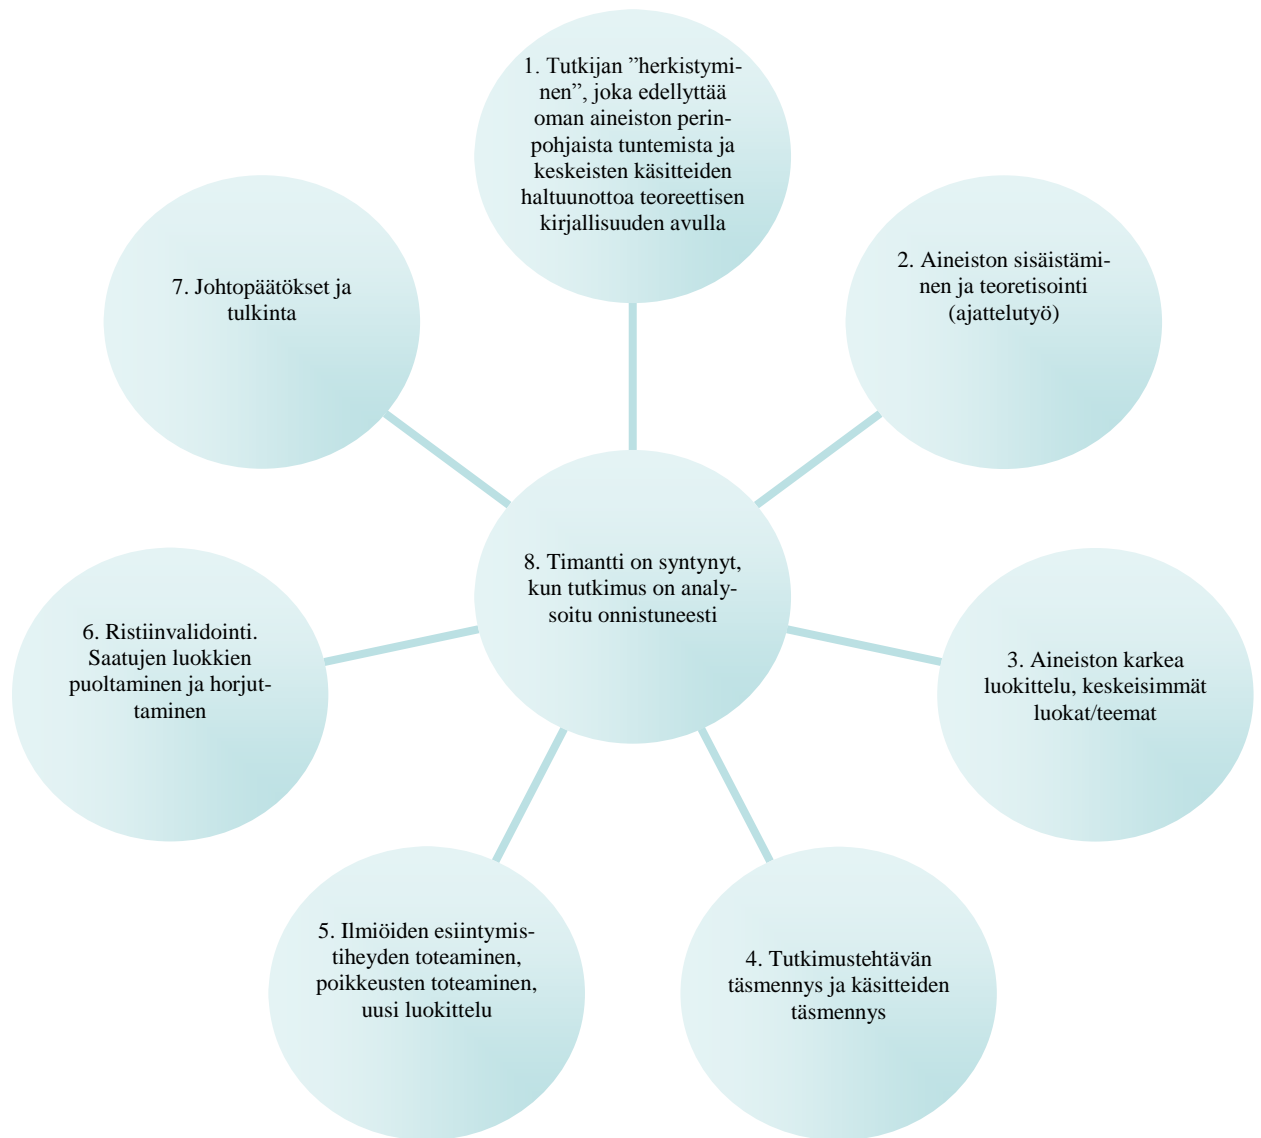 1. Tutkijan ”herkistymi-
nen”, joka edellyttää
oman aineiston perin-
pohjaista tuntemista ja
keskeisten käsitteiden
haltuunottoa teoreettisen
kirjallisuuden avulla
2. Aineiston sisäistämi-
nen ja teoretisointi
(ajattelutyö)
3. Aineiston karkea
luokittelu, keskeisimmät
luokat/teemat
4. Tutkimustehtävän
täsmennys ja käsitteiden
täsmennys
5. Ilmiöiden esiintymis-
tiheyden toteaminen,
poikkeusten toteaminen,
uusi luokittelu
6. Ristiinvalidointi.
Saatujen luokkien
puoltaminen ja horjut-
taminen
7. Johtopäätökset ja
tulkinta
8. Timantti on syntynyt,
kun tutkimus on analy-
soitu onnistuneesti